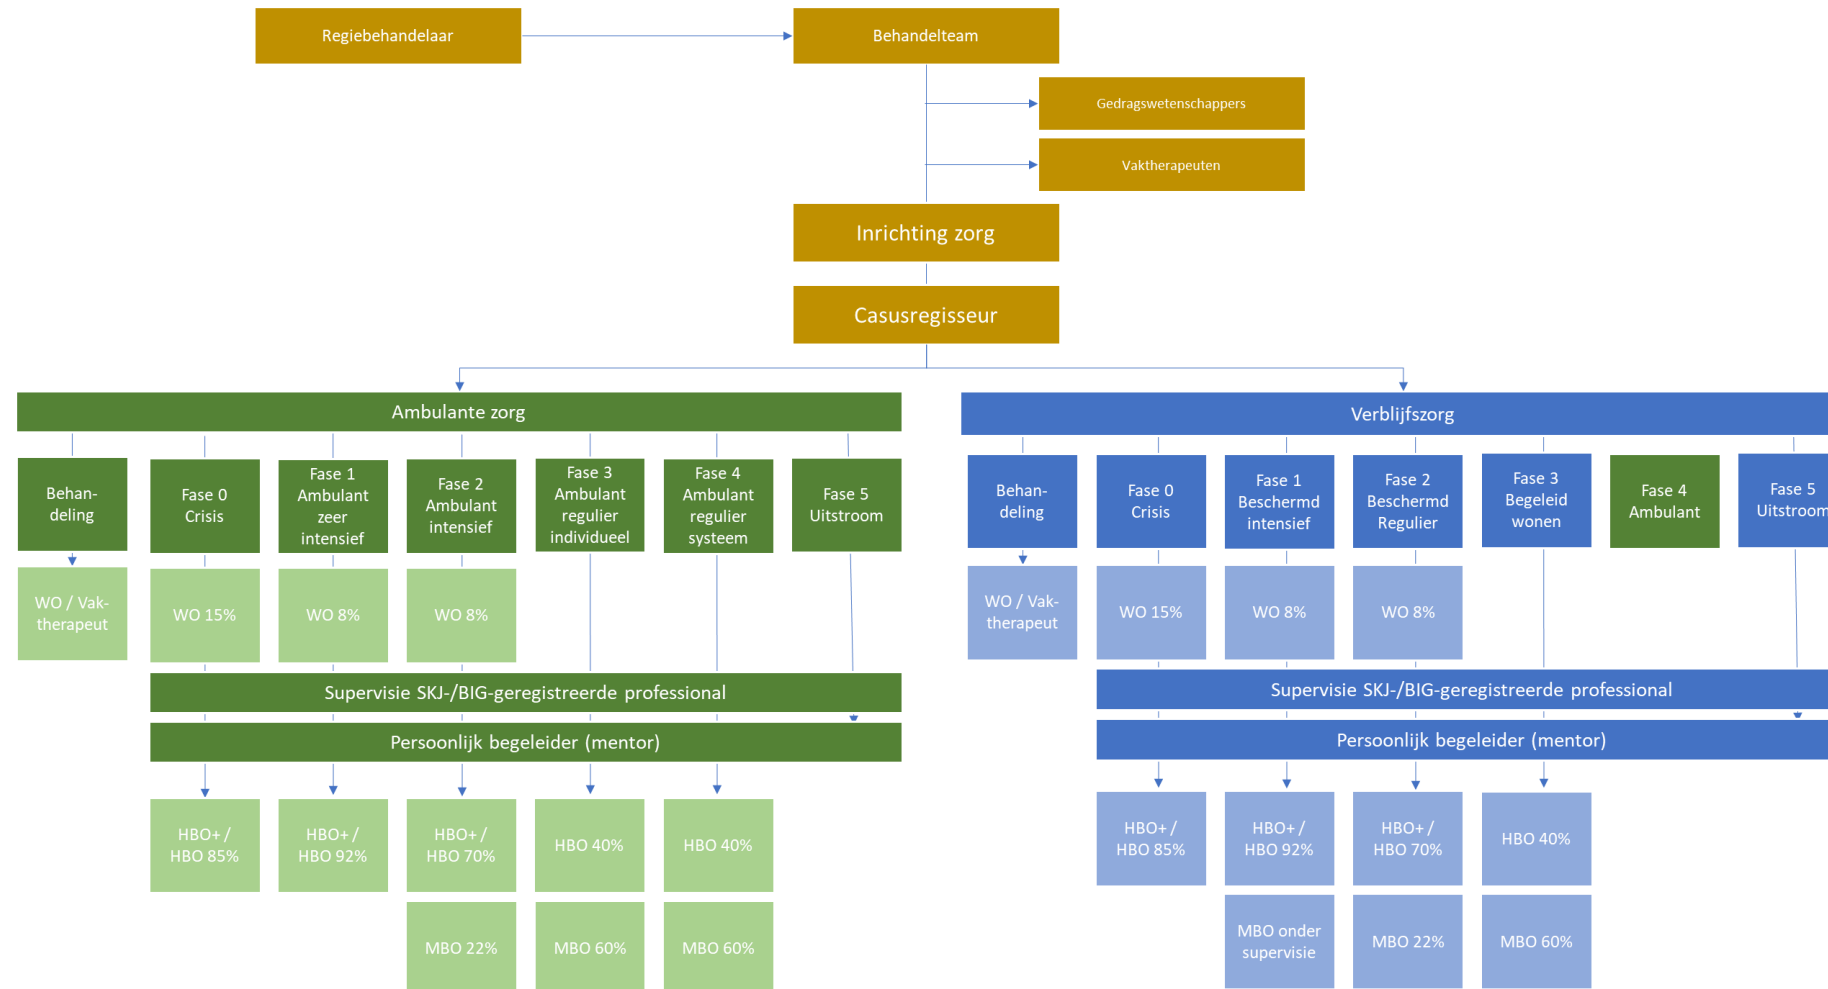 Regiebehandelaar
Behandelteam
Gedragswetenschappers
Vaktherapeuten
Inrichting zorg
Casusregisseur
Ambulante zorg
Behan-
deling
Fase 0
Crisis
Fase 1
Ambulant
zeer
intensief
Fase 2
Ambulant
intensief
Fase 3
Ambulant
regulier
individueel
Fase 4
Ambulant
regulier
systeem
Fase 5
Uitstroom
WO / Vak-
therapeut
WO 15%
WO 8%
WO 8%
Supervisie SKJ-/BIG-geregistreerde professional
Persoonlijk begeleider (mentor)
HBO+ /
HBO 85%
HBO+ /
HBO 92%
HBO+ /
HBO 70%
HBO 40%
HBO 40%
MBO 22%
MBO 60%
MBO 60%
Verblijfszorg
Behan-
deling
Fase 0
Crisis
Fase 1
Beschermd
intensief
Fase 2
Beschermd
Regulier
Fase 3
Begeleid
wonen
Fase 4
Ambulant
Fase 5
Uitstroom
WO / Vak-
therapeut
WO 15%
WO 8%
WO 8%
Supervisie SKJ-/BIG-geregistreerde professional
Persoonlijk begeleider (mentor)
HBO+ /
HBO 85%
HBO+ /
HBO 92%
HBO+ /
HBO 70%
HBO 40%
MBO onder
supervisie
MBO 22%
MBO 60%